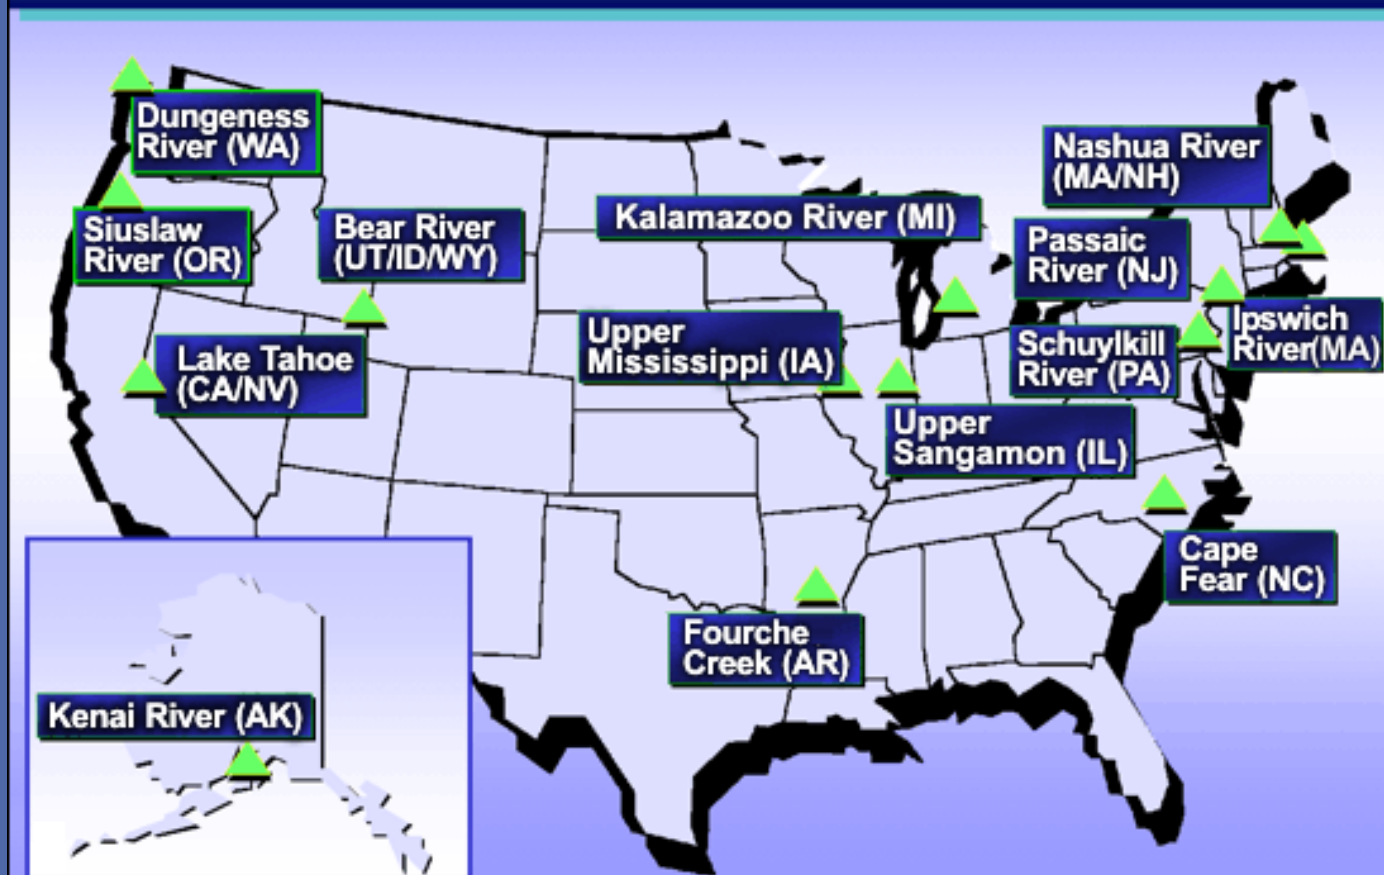 Dungeness
River (WA)
Nashua River
(MA/NH)
Siuslaw
River (OR)
Bear River
(UT/ID/WY)
Kalamazoo River (MI)
Passaic
River (NJ)
Upper
Mississippi (IA)
Ipswich
River(MA)
Schuylkill
River (PA)
Lake Tahoe
(CA/NV)
Upper
Sangamon (IL)
Cape
Fear (NC)
Fourche
Creek (AR)
Kenai River (AK)